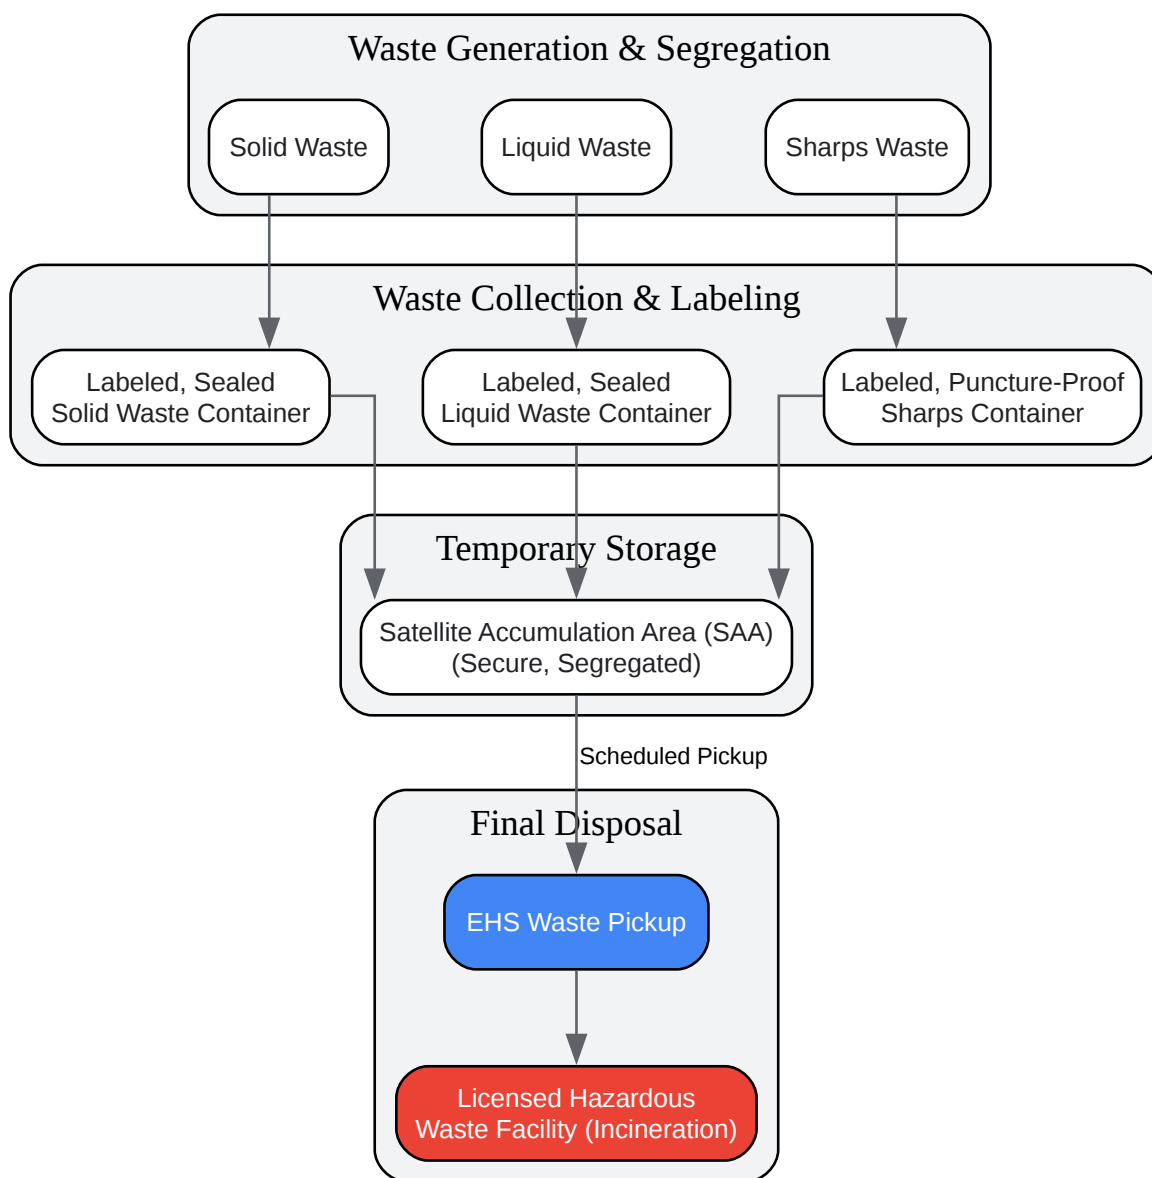 Waste Generation & Segregation
Solid Waste
Liquid Waste
Sharps Waste
Waste Collection & Labeling
Labeled, Sealed
Solid Waste Container
Labeled, Sealed
Liquid Waste Container
Labeled, Puncture-Proof
Sharps Container
Temporary Storage
Satellite Accumulation Area (SAA)
(Secure, Segregated)
Scheduled Pickup
Final Disposal
EHS Waste Pickup
Licensed Hazardous
Waste Facility (Incineration)